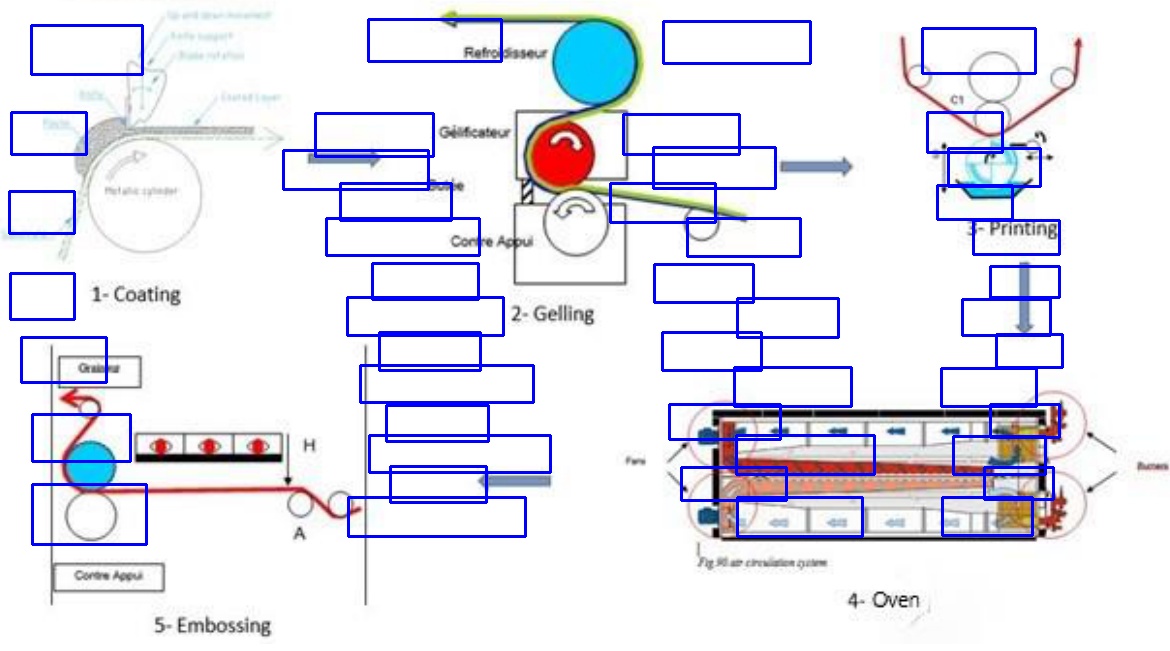 Up and down movement
Knife support
Blade rotation
Knife
Coated Layer
Paste
Metalic cylinder
1- Coating
Refroidisseur
Gélificateur
Butée
Contre Appui
2- Gelling
C1
3- Printing
Graineur
H
A
Contre Appui
5- Embossing
Fans
Burners
Fig 90 air circulation system
4- Oven